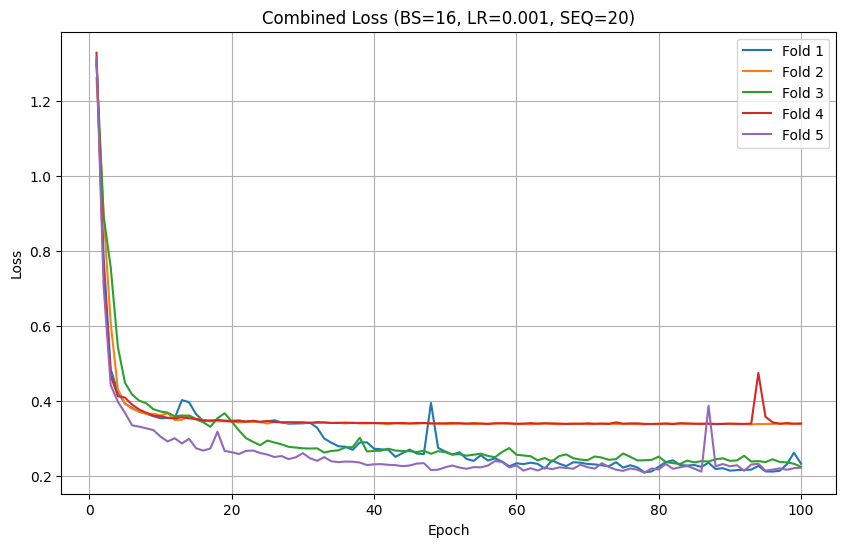 Combined Loss (BS=16, LR=0.001, SEQ=20)
Fold 1
Fold 2
Fold 3
Fold 4
Fold 5
Loss
1.2
1.0
0.8
0.6
0.4
0.2
0 20 40 60 80 100
Epoch